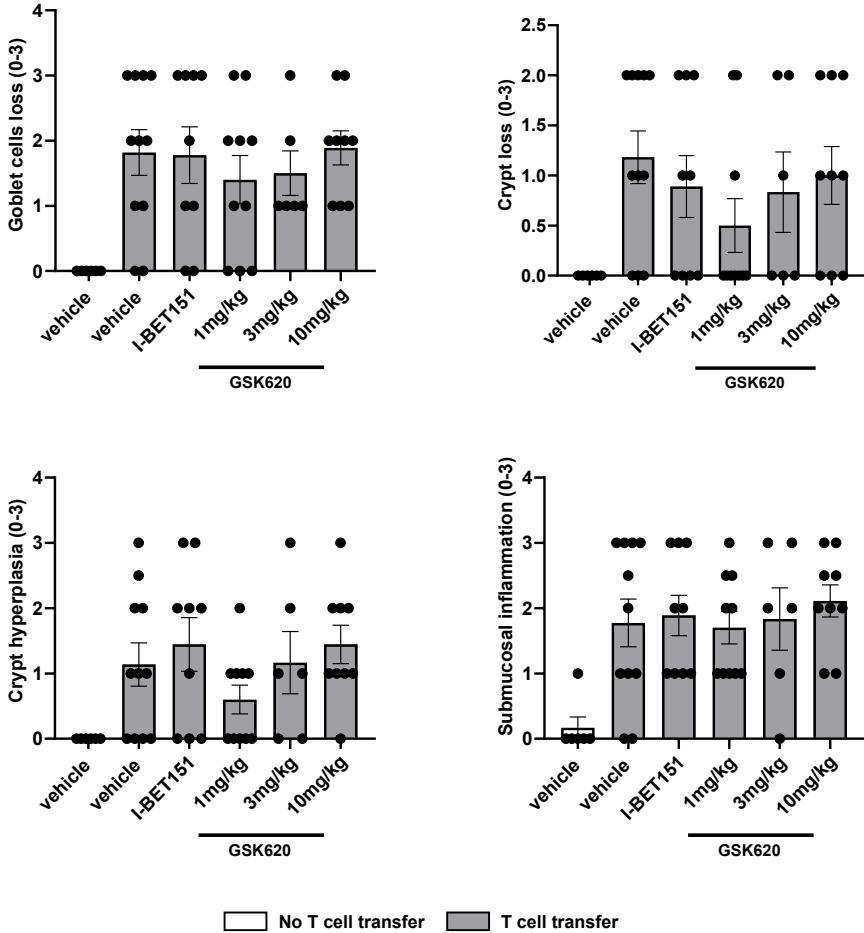 Goblet cells loss (0-3)
4
3
2
1
0
vehicle
vehicle
I-BET151
1mg/kg
3mg/kg
10mg/kg
GSK620
Crypt loss (0-3)
2.5
2.0
1.5
1.0
0.5
0.0
vehicle
vehicle
I-BET151
1mg/kg
3mg/kg
10mg/kg
GSK620
Crypt hyperplasia (0-3)
4
3
2
1
0
vehicle
vehicle
I-BET151
1mg/kg
3mg/kg
10mg/kg
GSK620
Submucosal inflammation (0-3)
4
3
2
1
0
vehicle
vehicle
I-BET151
1mg/kg
3mg/kg
10mg/kg
GSK620
No T cell transfer
T cell transfer